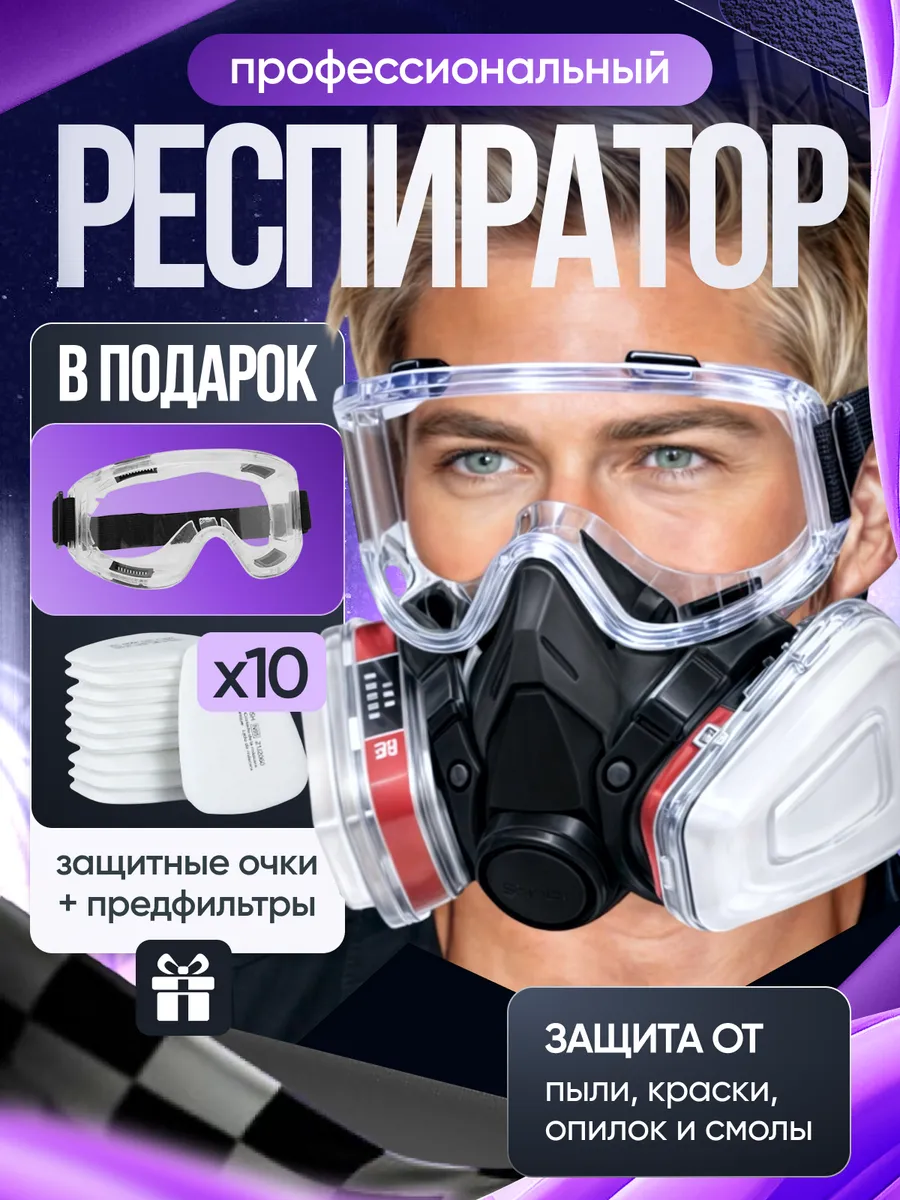 профессиональный
РЕСПИРАТОР
В ПОДАРОК
x10
защитные очки
+ предфильтры
ЗАЩИТА ОТ
пыли, краски,
опилок и смолы